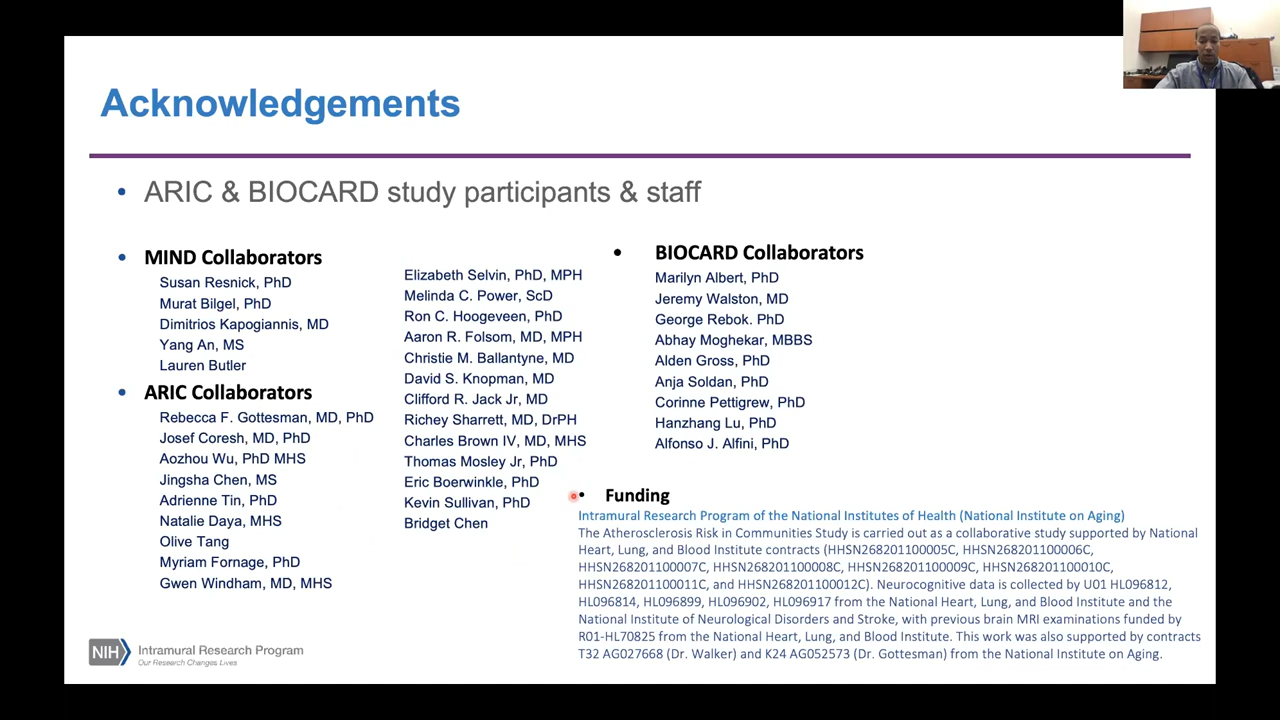 Acknowledgements
• ARIC & BIOCARD study participants & staff
• MIND Collaborators
Susan Resnick, PhD
Murat Bilgel, PhD
Dimitrios Kapogiannis, MD
Yang An, MS
Lauren Butler
• ARIC Collaborators
Rebecca F. Gottesman, MD, PhD
Josef Coresh, MD, PhD
Aozhou Wu, PhD MHS
Jingsha Chen, MS
Adrienne Tin, PhD
Natalie Daya, MHS
Olive Tang
Myriam Fornage, PhD
Gwen Windham, MD, MHS
Elizabeth Selvin, PhD, MPH
Melinda C. Power, ScD
Ron C. Hoogeveen, PhD
Aaron R. Folsom, MD, MPH
Christie M. Ballantyne, MD
David S. Knopman, MD
Clifford R. Jack Jr, MD
Richey Sharrett, MD, DrPH
Charles Brown IV, MD, MHS
Thomas Mosley Jr, PhD
Eric Boerwinkle, PhD
Kevin Sullivan, PhD
Bridget Chen
• BIOCARD Collaborators
Marilyn Albert, PhD
Jeremy Walston, MD
George Rebok. PhD
Abhay Moghekar, MBBS
Alden Gross, PhD
Anja Soldan, PhD
Corinne Pettigrew, PhD
Hanzhang Lu, PhD
Alfonso J. Alfini, PhD
• Funding
Intramural Research Program of the National Institutes of Health (National Institute on Aging)
The Atherosclerosis Risk in Communities Study is carried out as a collaborative study supported by National
Heart, Lung, and Blood Institute contracts (HHSN268201100005C, HHSN268201100006C,
HHSN268201100007C, HHSN268201100008C, HHSN268201100009C, HHSN268201100010C,
HHSN268201100011C, and HHSN268201100012C). Neurocognitive data is collected by U01 HL096812,
HL096814, HL096899, HL096902, HL096917 from the National Heart, Lung, and Blood Institute and the
National Institute of Neurological Disorders and Stroke, with previous brain MRI examinations funded by
R01-HL70825 from the National Heart, Lung, and Blood Institute. This work was also supported by contracts
T32 AG027668 (Dr. Walker) and K24 AG052573 (Dr. Gottesman) from the National Institute on Aging.
NIH Intramural Research Program
Our Research Changes Lives